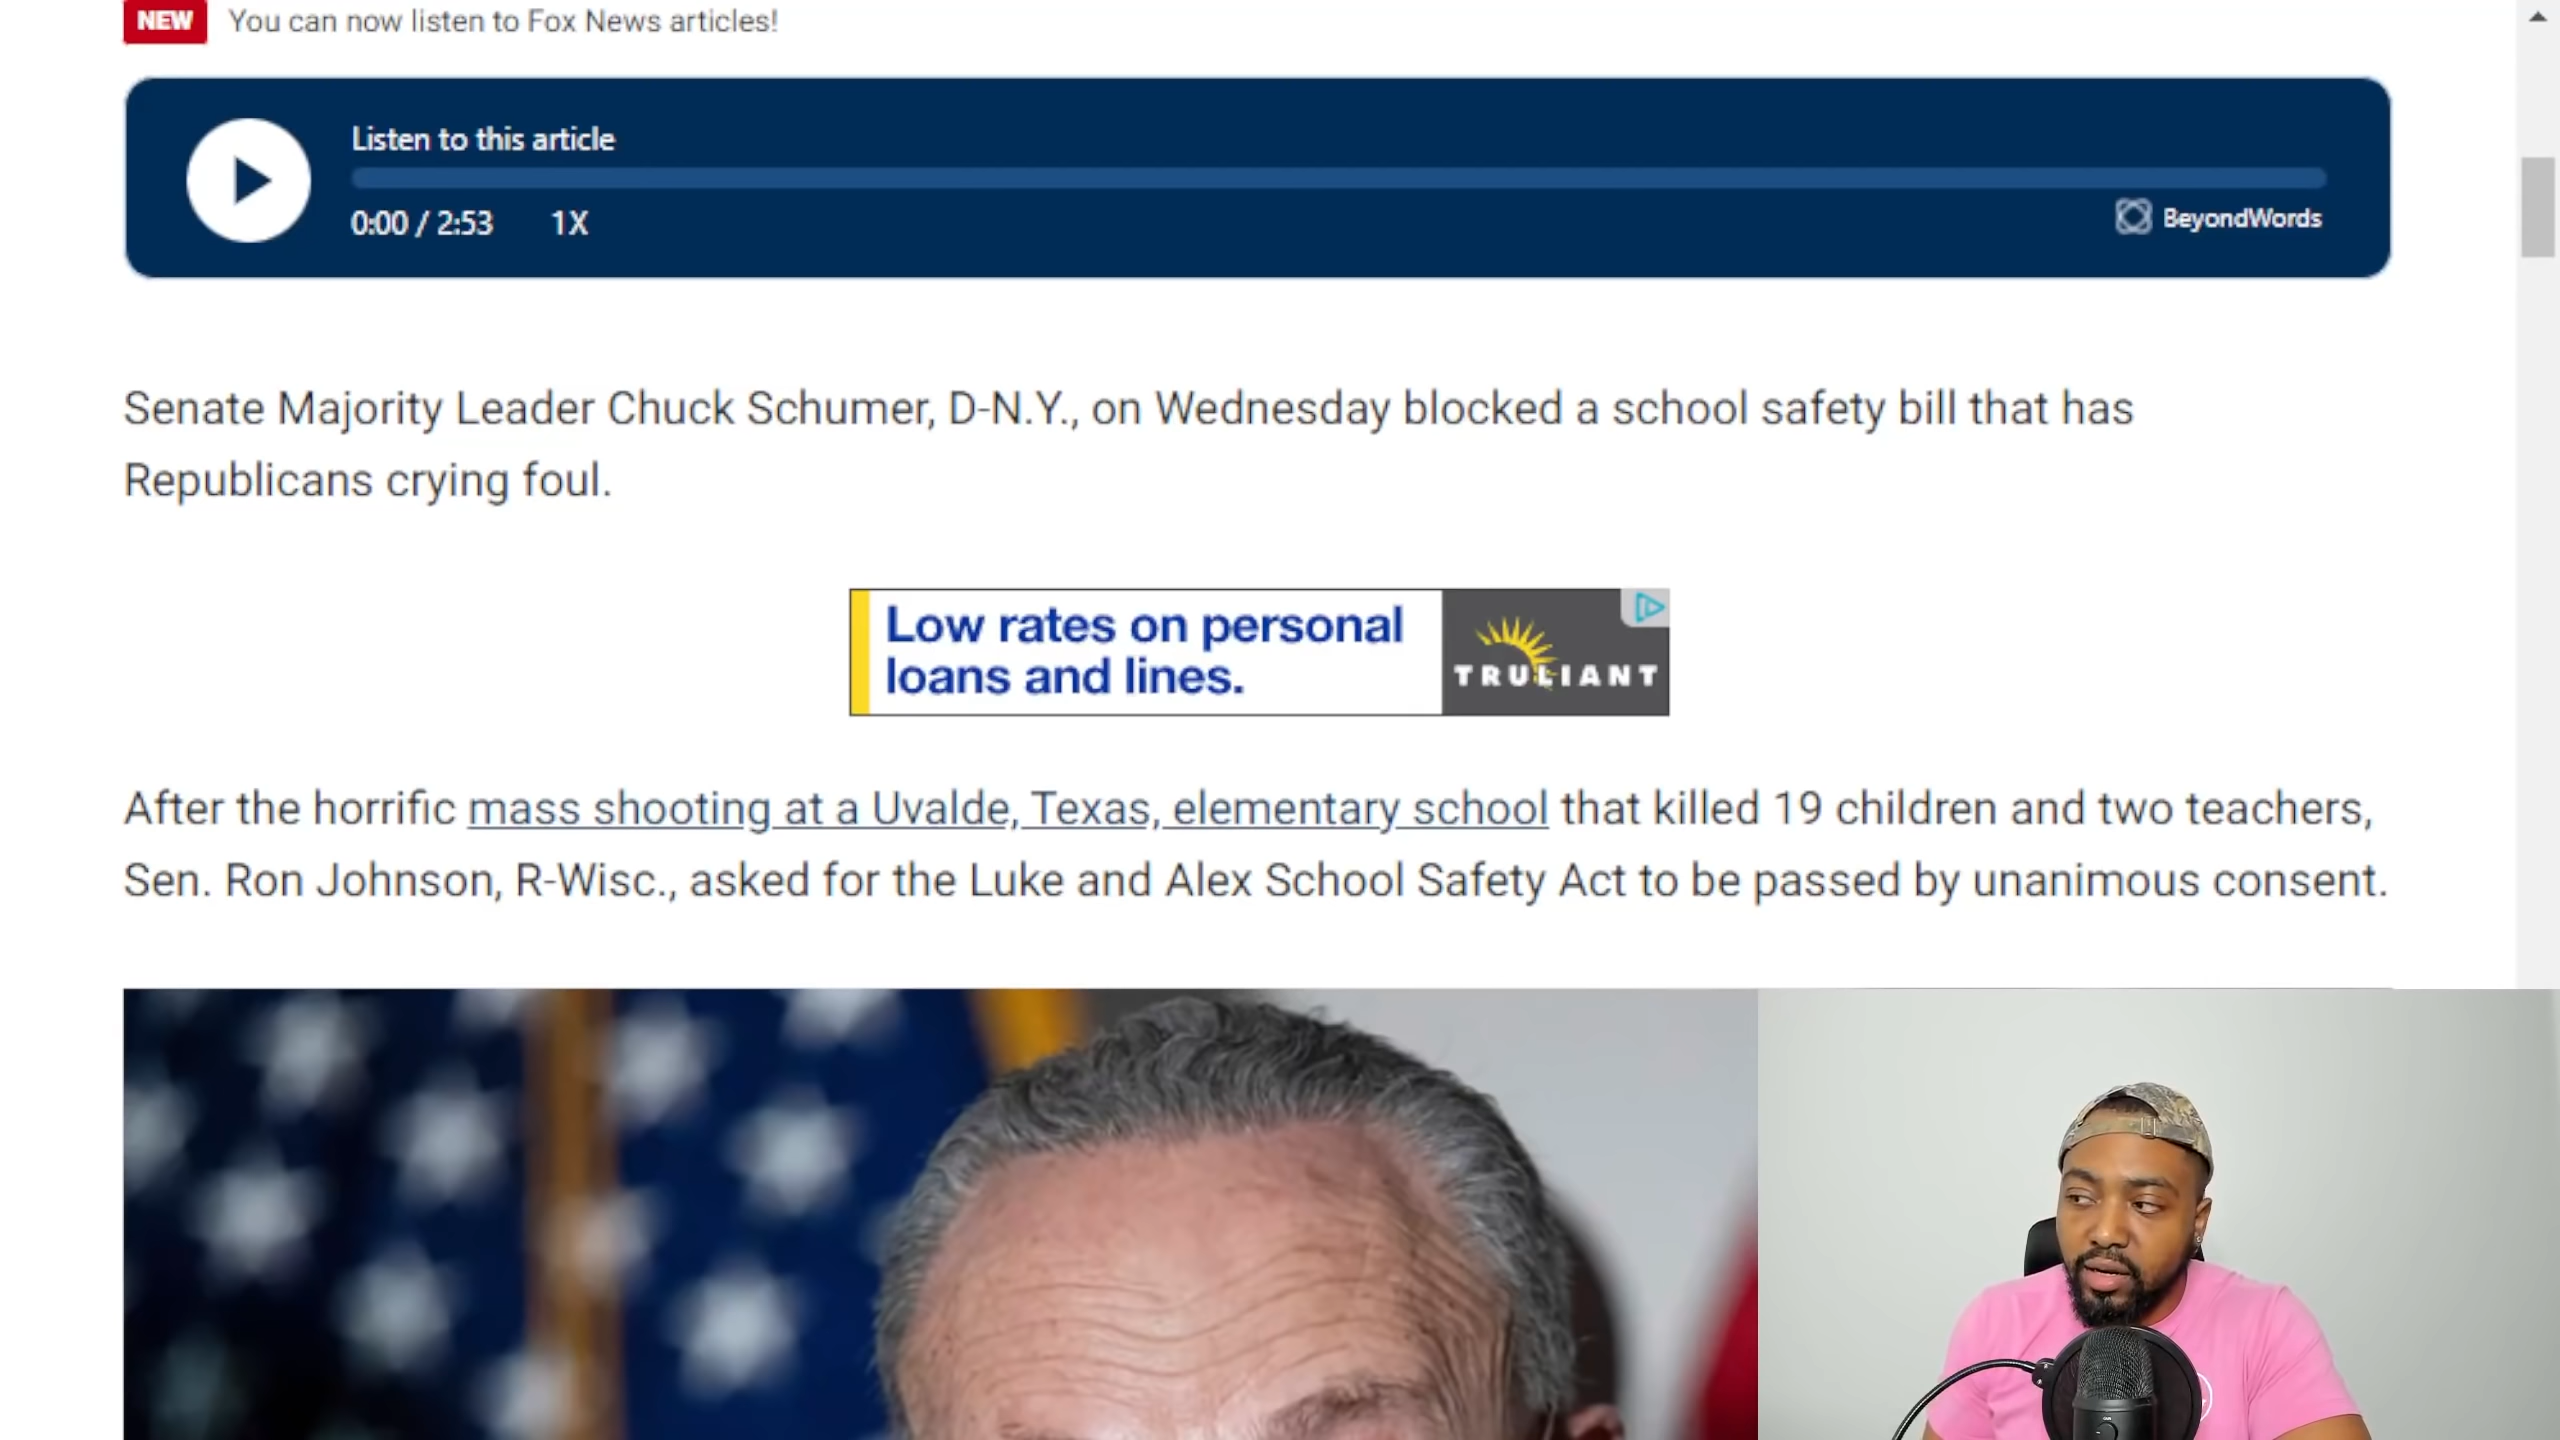 NEW You can now listen to Fox News articles!
Listen to this article
0:00 / 2:53 1X
BeyondWords
Senate Majority Leader Chuck Schumer, D-N.Y., on Wednesday blocked a school safety bill that has
Republicans crying foul.
Low rates on personal
loans and lines.
TRULIANT
After the horrific mass shooting at a Uvalde, Texas, elementary school that killed 19 children and two teachers,
Sen. Ron Johnson, R-Wisc., asked for the Luke and Alex School Safety Act to be passed by unanimous consent.